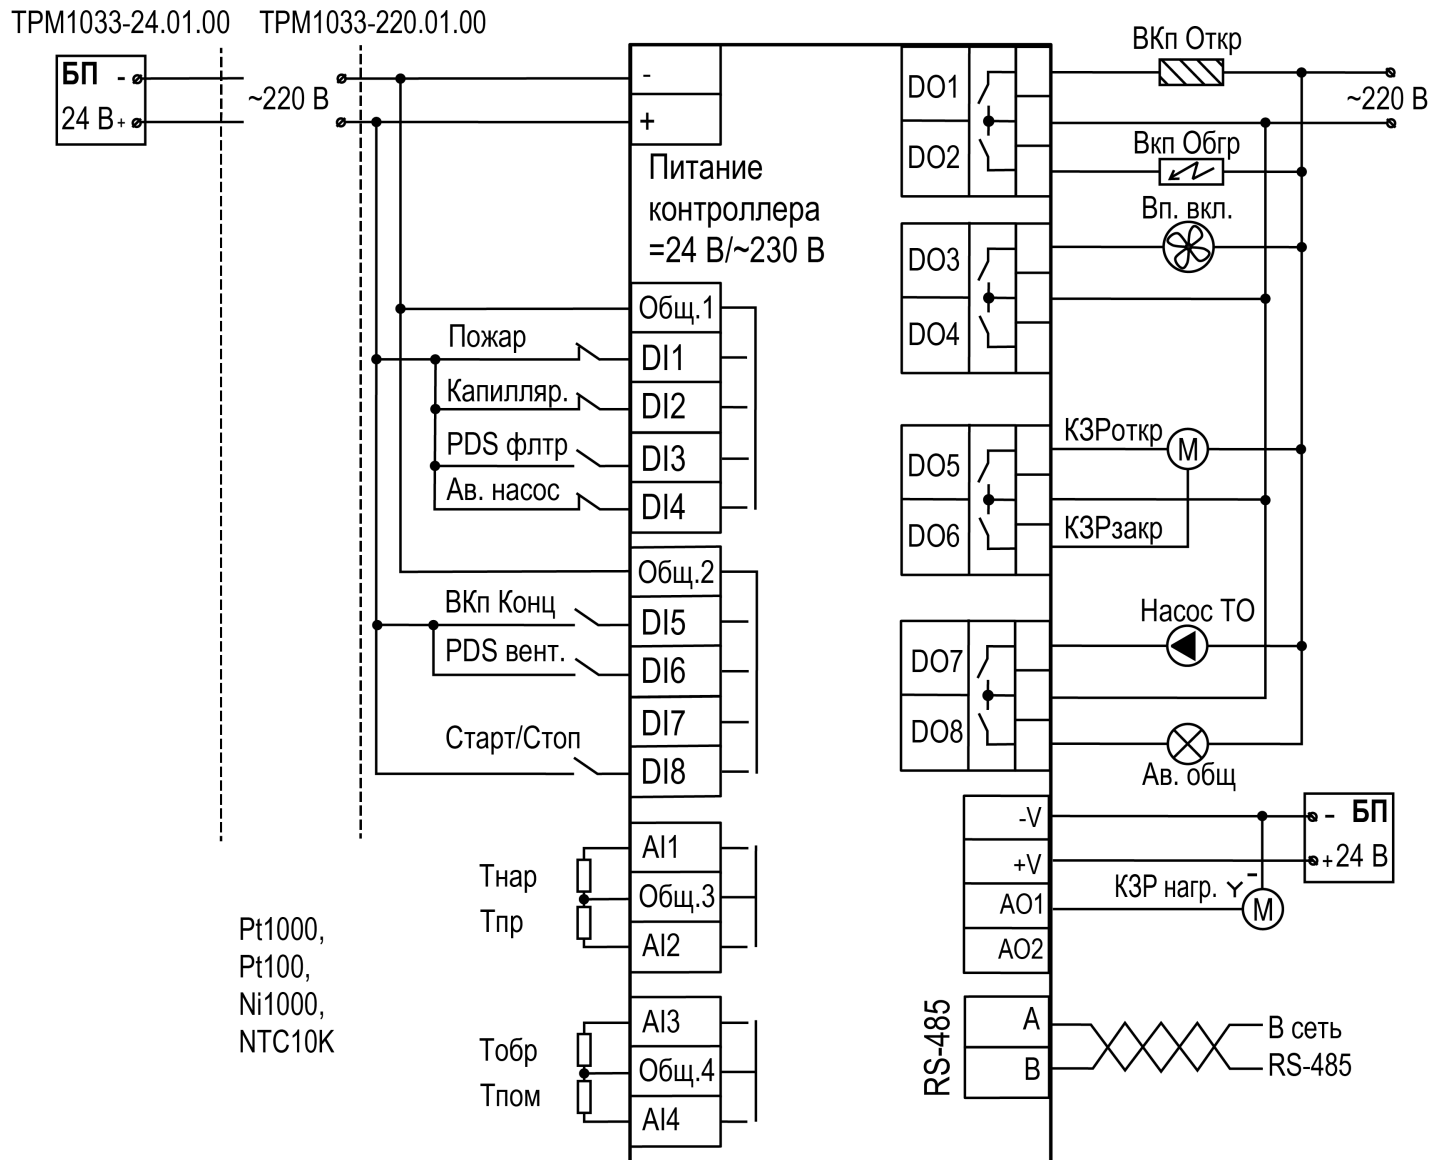 ТРМ1033-24.01.00
ТРМ1033-220.01.00
БП -
24 В +
~220 В
-
+
Питание
контроллера
=24 В/~230 В
Общ.1
Пожар
DI1
Капилляр.
DI2
PDS флтр
DI3
Ав. насос
DI4
Общ.2
ВКп Конц
DI5
PDS вент.
DI6
DI7
Старт/Стоп
DI8
AI1
Тнар
Общ.3
Тпр
AI2
Pt1000,
Pt100,
Ni1000,
NTC10K
AI3
Тобр
Общ.4
Тпом
AI4
ВКп Откр
DO1
~220 В
Вкп Обгр
DO2
Вп. вкл.
DO3
DO4
КЗРоткр
М
DO5
КЗРзакр
DO6
Насос ТО
DO7
DO8
Ав. общ
-V
- БП
+V
+ 24 В
КЗР нагр. Y -
AO1
М
AO2
RS-485
A
В сеть
B
RS-485